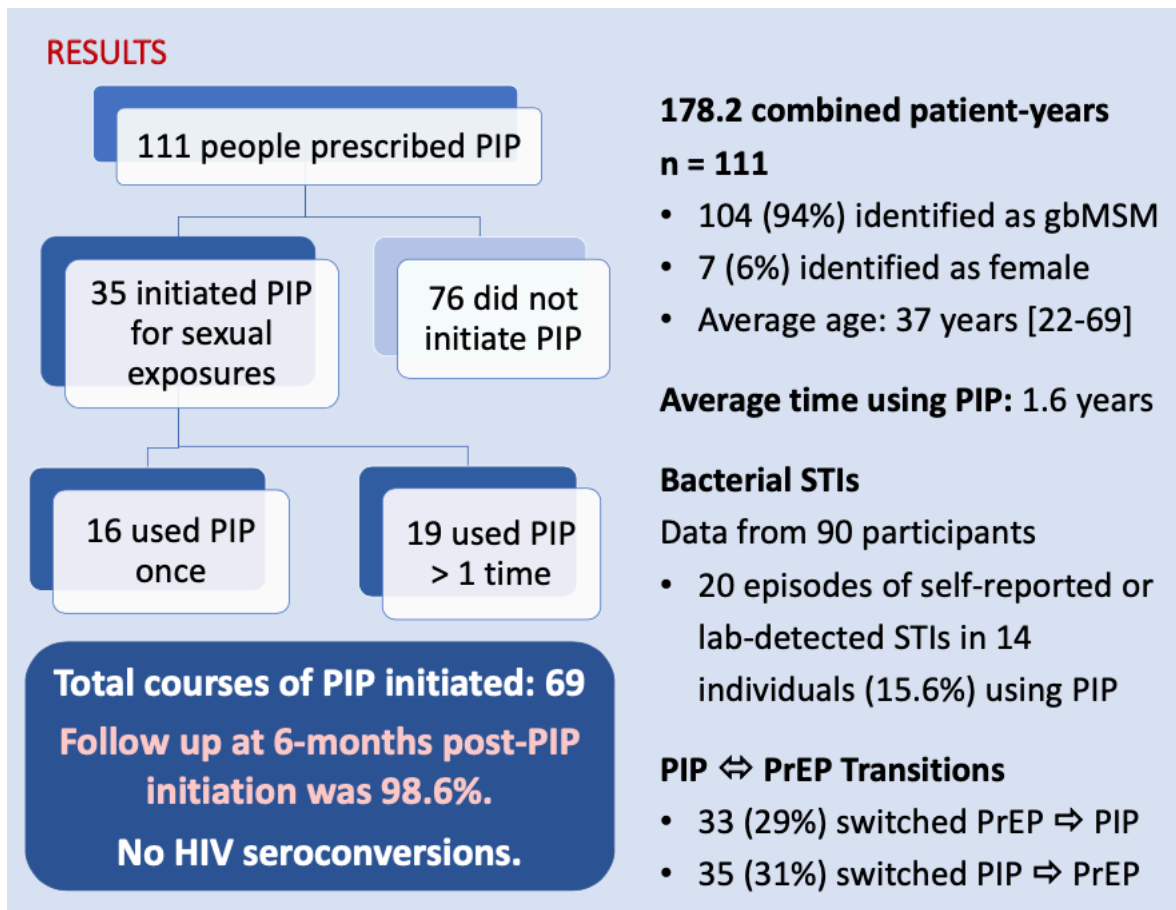 RESULTS
111 people prescribed PIP
35 initiated PIP
for sexual
exposures
76 did not
initiate PIP
16 used PIP
once
19 used PIP
> 1 time
Total courses of PIP initiated: 69
Follow up at 6-months post-PIP
initiation was 98.6%.
No HIV seroconversions.
178.2 combined patient-years
n = 111
• 104 (94%) identified as gbMSM
• 7 (6%) identified as female
• Average age: 37 years [22-69]
Average time using PIP: 1.6 years
Bacterial STIs
Data from 90 participants
• 20 episodes of self-reported or
lab-detected STIs in 14
individuals (15.6%) using PIP
PIP ⇔ PrEP Transitions
• 33 (29%) switched PrEP ⇨ PIP
• 35 (31%) switched PIP ⇨ PrEP